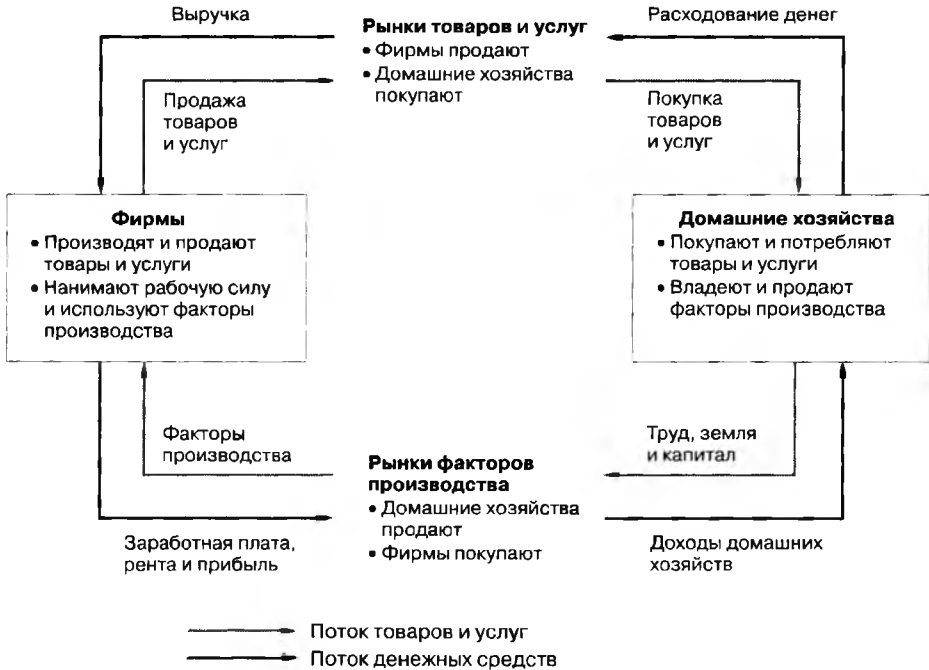 Выручка
Рынки товаров и услуг
• Фирмы продают
• Домашние хозяйства
покупают
Расходование денег
Продажа
товаров
и услуг
Покупка
товаров
и услуг
Фирмы
• Производят и продают
товары и услуги
• Нанимают рабочую силу
и используют факторы
производства
Домашние хозяйства
• Покупают и потребляют
товары и услуги
• Владеют и продают
факторы производства
Факторы
производства
Рынки факторов
производства
• Домашние хозяйства
продают
• Фирмы покупают
Труд, земля
и капитал
Заработная плата,
рента и прибыль
Доходы домашних
хозяйств
Поток товаров и услуг
Поток денежных средств